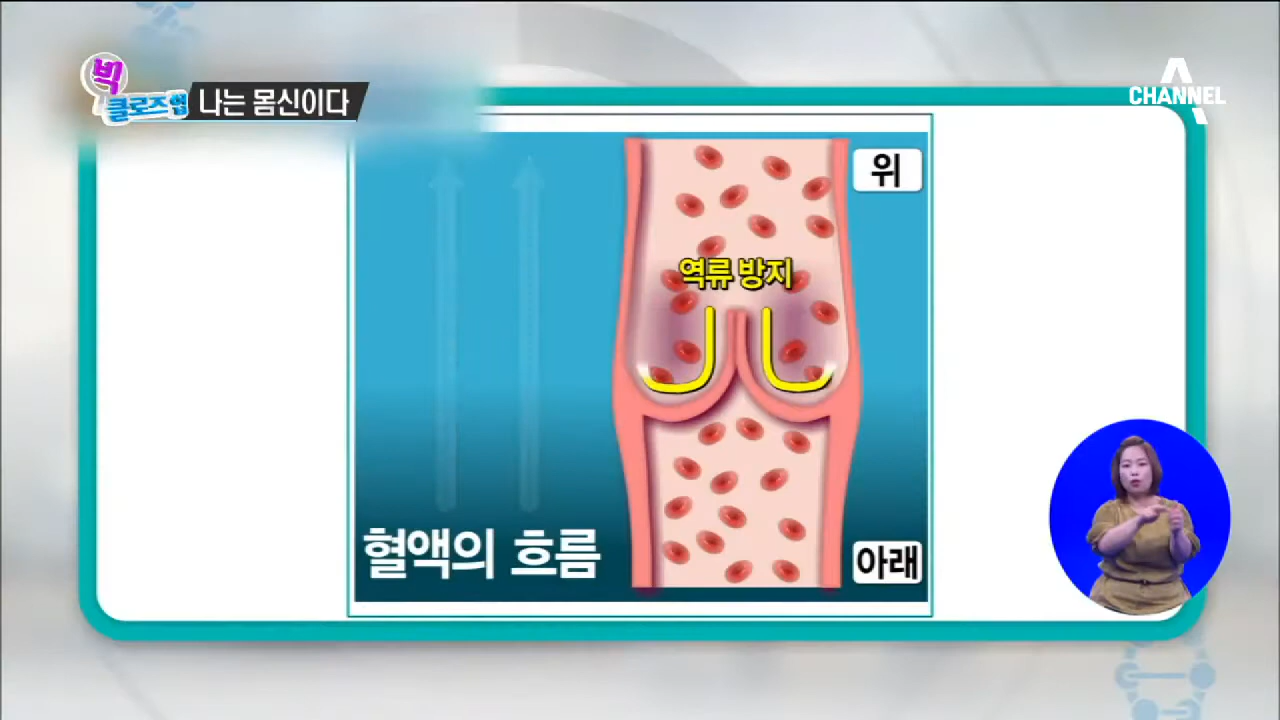 빅
클로즈업 나는 몸신이다
CHANNEL A
위
역류 방지
혈액의 흐름
아래